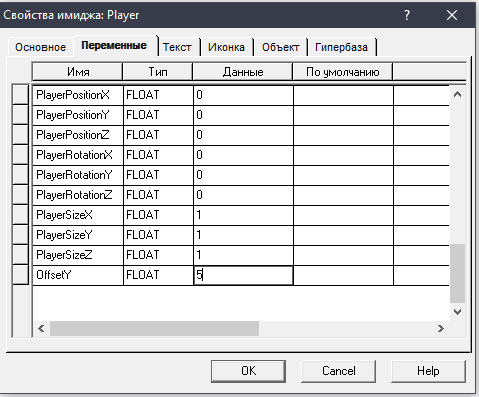 Свойства имиджа: Player
Основное Переменные Текст Иконка Объект Гипербаза
Имя Тип Данные По умолчанию
PlayerPositionX FLOAT 0
PlayerPositionY FLOAT 0
PlayerPositionZ FLOAT 0
PlayerRotationX FLOAT 0
PlayerRotationY FLOAT 0
PlayerRotationZ FLOAT 0
PlayerSizeX FLOAT 1
PlayerSizeY FLOAT 1
PlayerSizeZ FLOAT 1
OffsetY FLOAT 5
OK Cancel Help